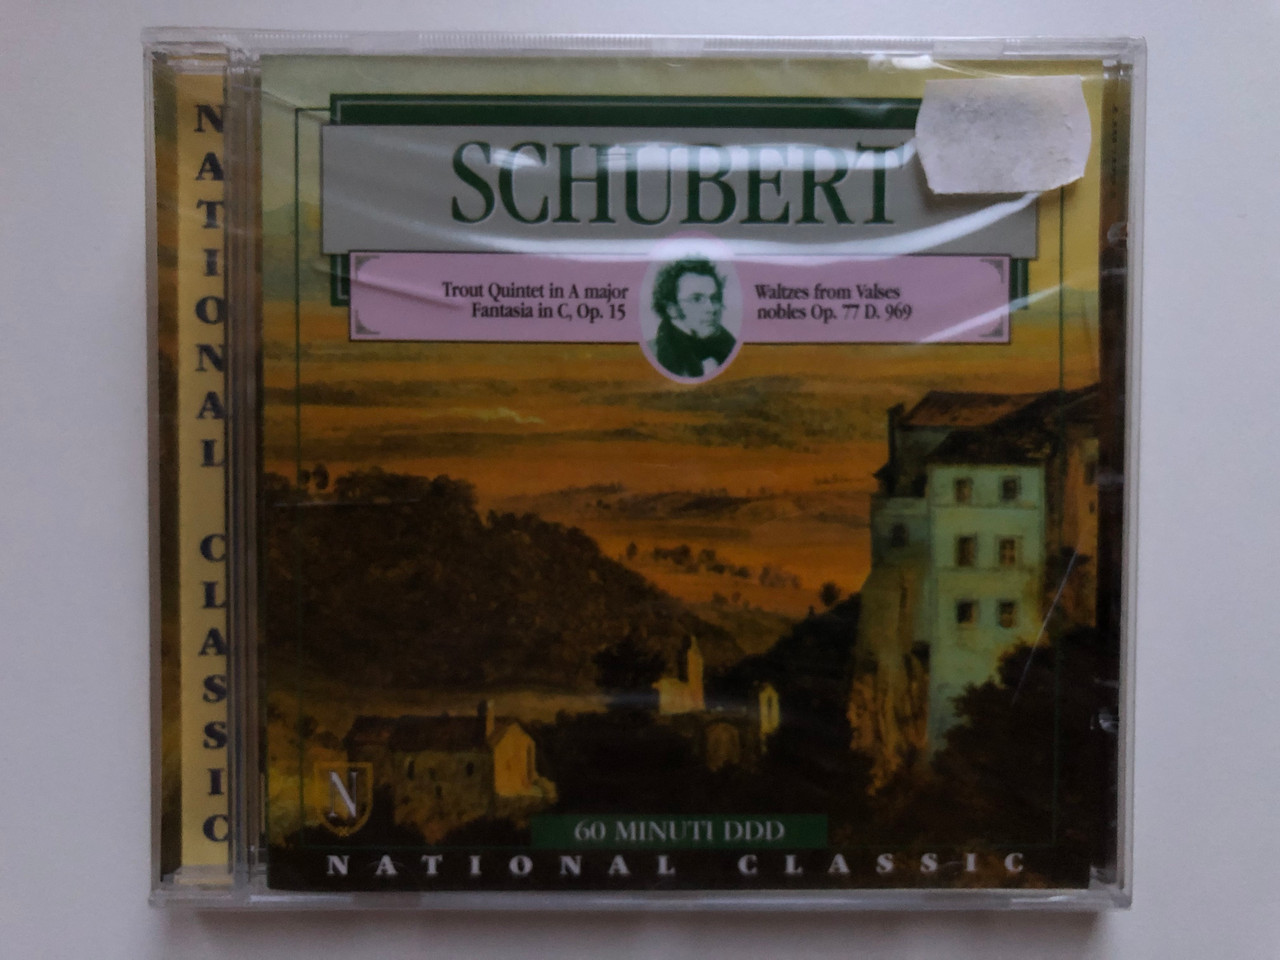 NATIONAL CLASSIC
SCHUBERT
Trout Quintet in A major
Fantasia in C, Op. 15
Waltzes from Valses
nobles Op. 77 D. 969
N
60 MINUTI DDD
NATIONAL CLASSIC